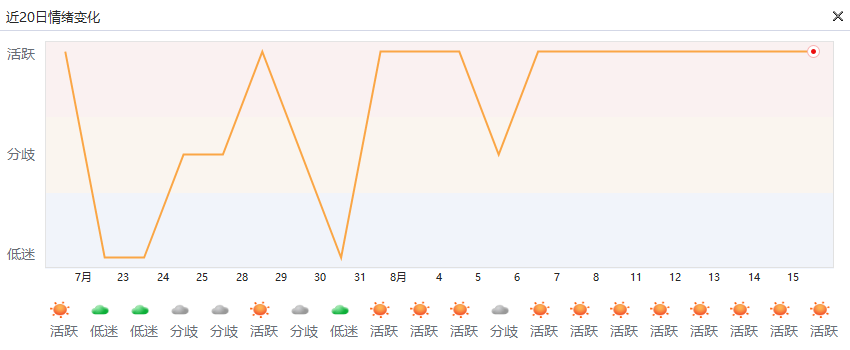 近20日情绪变化
活跃
分歧
低迷
7月 23 24 25 28 29 30 31 8月 4 5 6 7 8 11 12 13 14 15
活跃 低迷 低迷 分歧 分歧 活跃 分歧 低迷 活跃 活跃 活跃 分歧 活跃 活跃 活跃 活跃 活跃 活跃 活跃 活跃